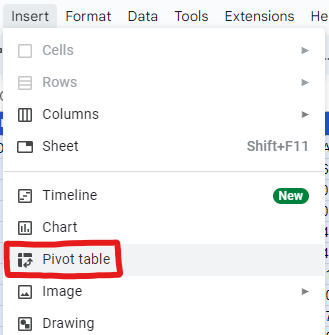 Insert Format Data Tools Extensions He
Cells
Rows
Columns
Sheet Shift+F11
Timeline New
Chart
Pivot table
Image
Drawing